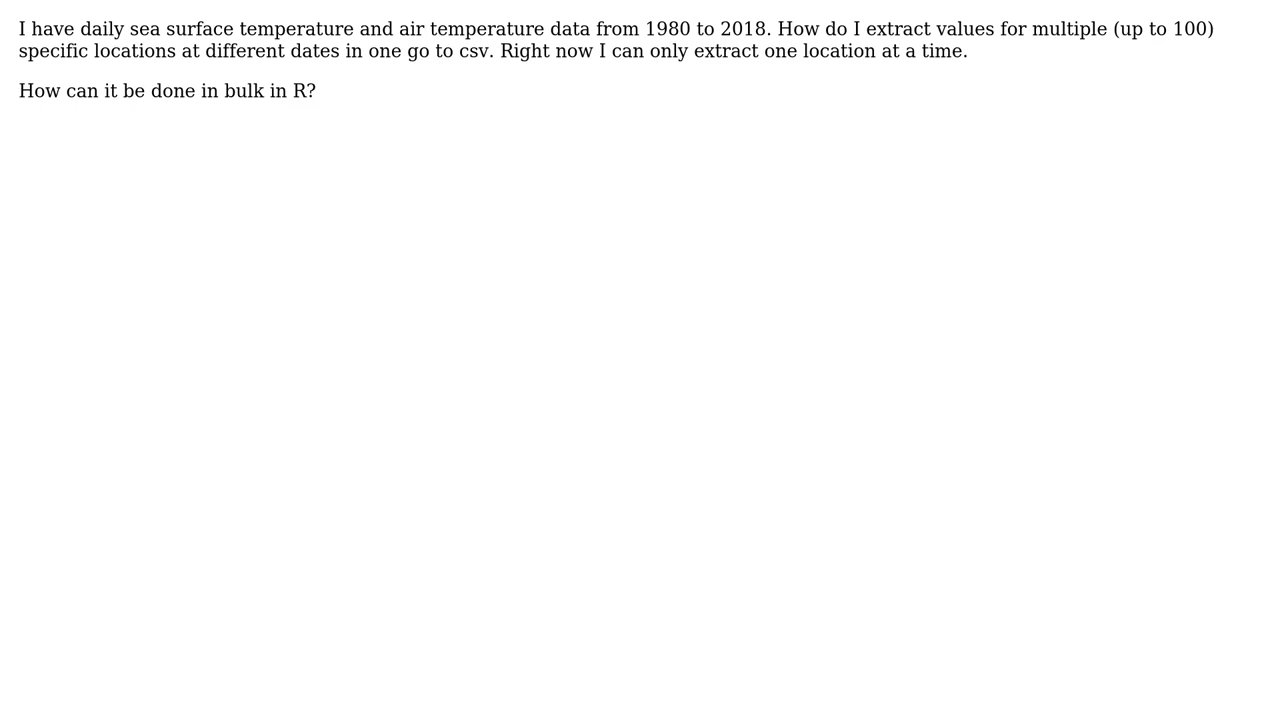 I have daily sea surface temperature and air temperature data from 1980 to 2018. How do I extract values for multiple (up to 100)
specific locations at different dates in one go to csv. Right now I can only extract one location at a time.
How can it be done in bulk in R?